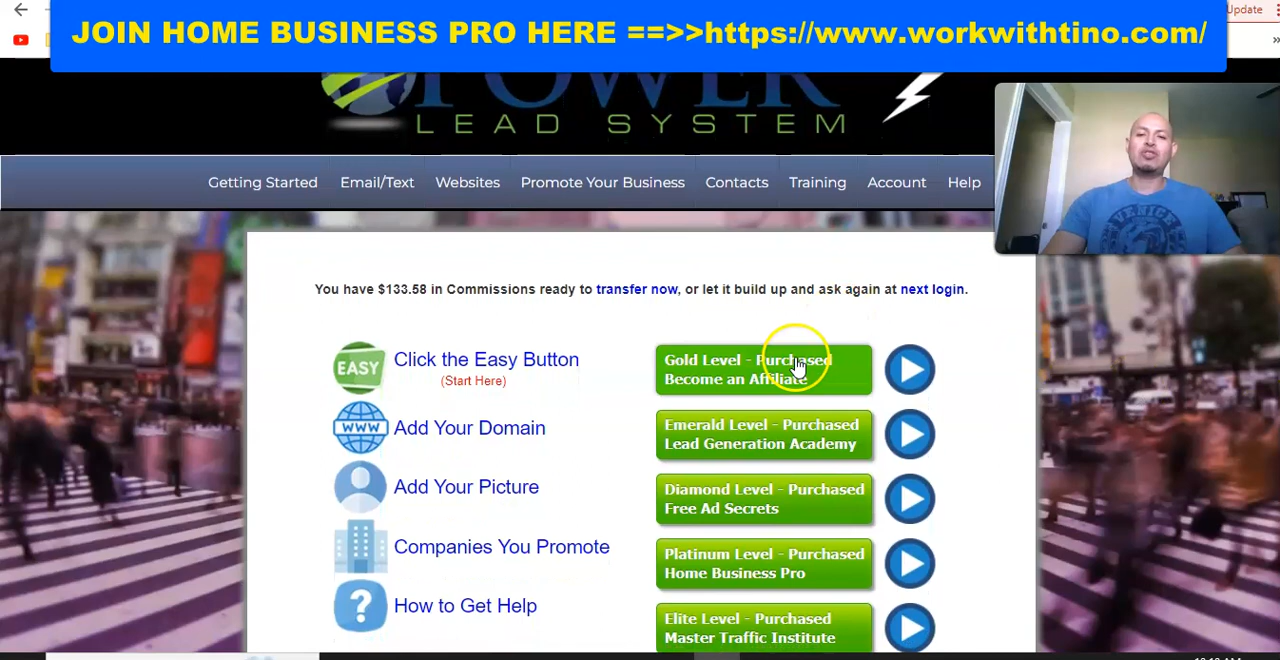 JOIN HOME BUSINESS PRO HERE ==>>https://www.workwithtino.com/
Update
POWER
LEAD SYSTEM
Getting Started Email/Text Websites Promote Your Business Contacts Training Account Help
VENICE
You have $133.58 in Commissions ready to transfer now, or let it build up and ask again at next login.
EASY
Click the Easy Button
(Start Here)
Gold Level - Purchased
Become an Affiliate
WWW
Add Your Domain
Emerald Level - Purchased
Lead Generation Academy
Add Your Picture
Diamond Level - Purchased
Free Ad Secrets
Companies You Promote
Platinum Level - Purchased
Home Business Pro
?
How to Get Help
Elite Level - Purchased
Master Traffic Institute